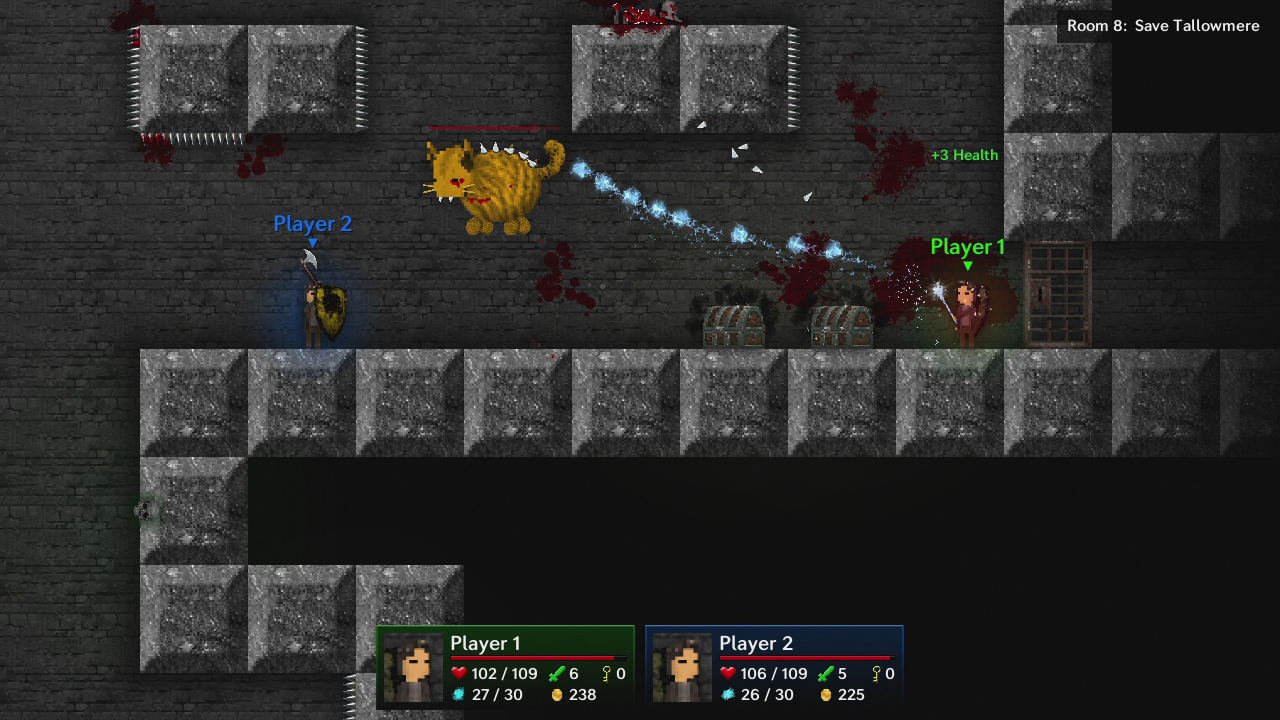 Room 8: Save Tallowmere
+3 Health
Player 2
Player 1
Player 1
102 / 109 6 0
27 / 30 238
Player 2
106 / 109 5 0
26 / 30 225